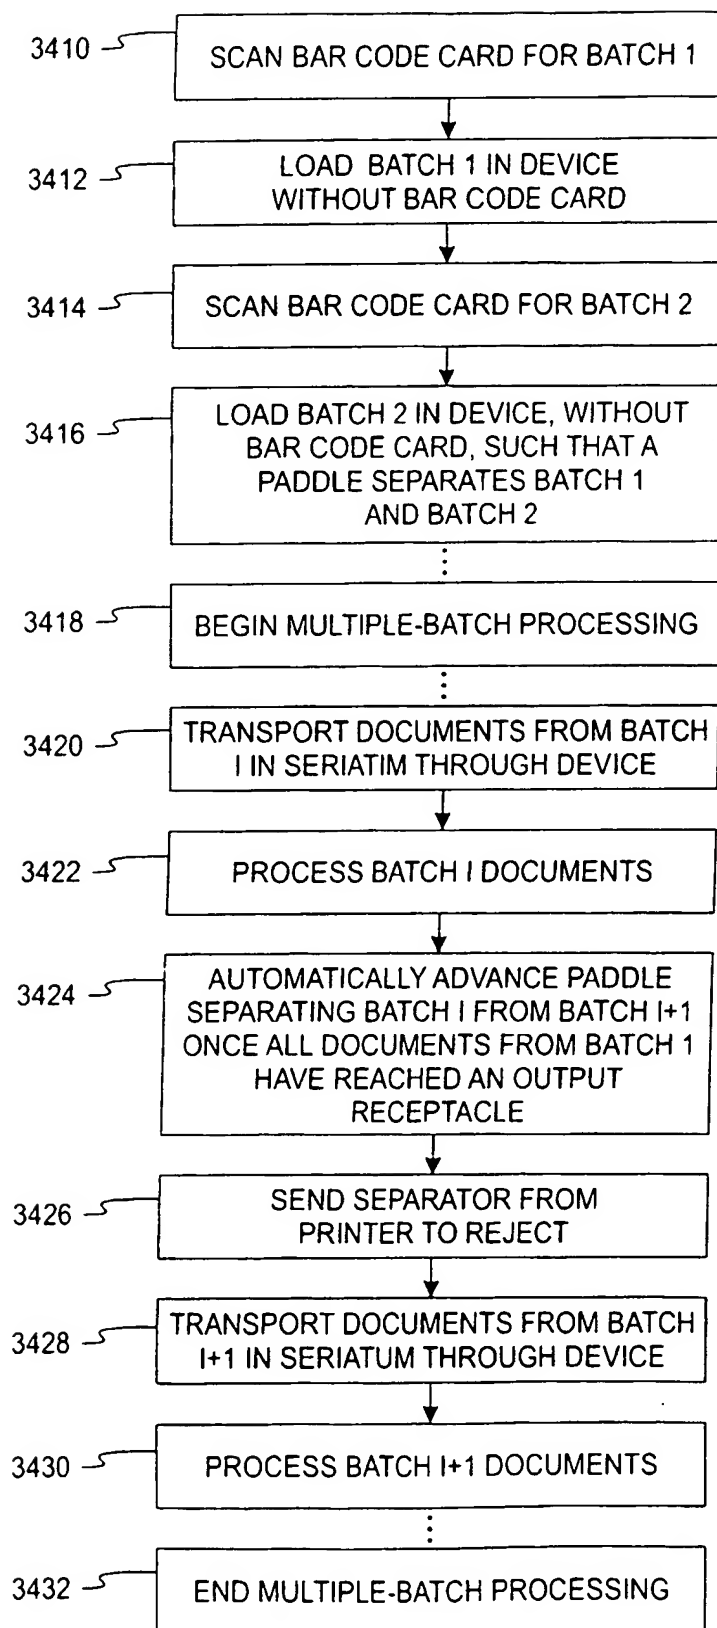 3410
SCAN BAR CODE CARD FOR BATCH 1
3412
LOAD BATCH 1 IN DEVICE
WITHOUT BAR CODE CARD
3414
SCAN BAR CODE CARD FOR BATCH 2
3416
LOAD BATCH 2 IN DEVICE, WITHOUT
BAR CODE CARD, SUCH THAT A
PADDLE SEPARATES BATCH 1
AND BATCH 2
3418
BEGIN MULTIPLE-BATCH PROCESSING
3420
TRANSPORT DOCUMENTS FROM BATCH
I IN SERIATIM THROUGH DEVICE
3422
PROCESS BATCH I DOCUMENTS
3424
AUTOMATICALLY ADVANCE PADDLE
SEPARATING BATCH I FROM BATCH I+1
ONCE ALL DOCUMENTS FROM BATCH 1
HAVE REACHED AN OUTPUT
RECEPTACLE
3426
SEND SEPARATOR FROM
PRINTER TO REJECT
3428
TRANSPORT DOCUMENTS FROM BATCH
I+1 IN SERIATUM THROUGH DEVICE
3430
PROCESS BATCH I+1 DOCUMENTS
3432
END MULTIPLE-BATCH PROCESSING